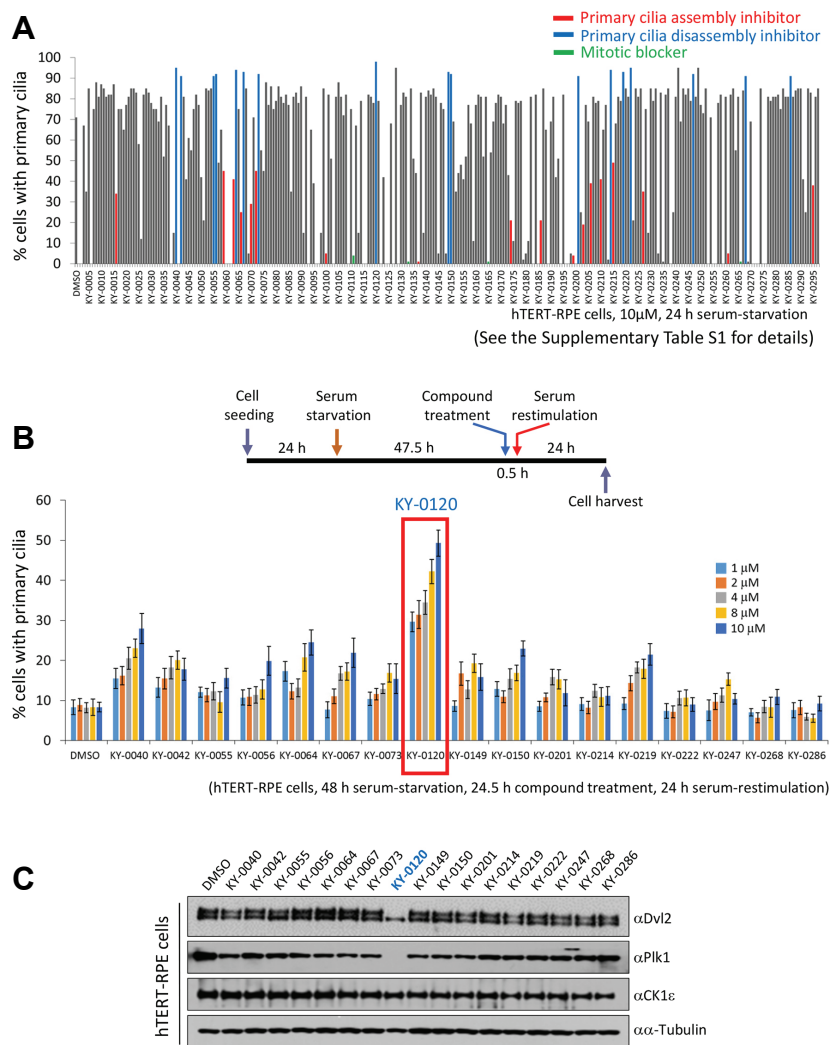 A
Primary cilia assembly inhibitor
Primary cilia disassembly inhibitor
Mitotic blocker
% cells with primary cilia
100
90
80
70
60
50
40
30
20
10
0
DMSO
KY-0005
KY-0010
KY-0015
KY-0020
KY-0025
KY-0030
KY-0035
KY-0040
KY-0045
KY-0050
KY-0055
KY-0060
KY-0065
KY-0070
KY-0075
KY-0080
KY-0085
KY-0090
KY-0095
KY-0100
KY-0105
KY-0110
KY-0115
KY-0120
KY-0125
KY-0130
KY-0135
KY-0140
KY-0145
KY-0150
KY-0155
KY-0160
KY-0165
KY-0170
KY-0175
KY-0180
KY-0185
KY-0190
KY-0195
KY-0200
KY-0205
KY-0210
KY-0215
KY-0220
KY-0225
KY-0230
KY-0235
KY-0240
KY-0245
KY-0250
KY-0255
KY-0260
KY-0265
KY-0270
KY-0275
KY-0280
KY-0285
KY-0290
KY-0295
hTERT-RPE cells, 10μM, 24 h serum-starvation
(See the Supplementary Table S1 for details)
B
Cell seeding
Serum starvation
Compound treatment
Serum restimulation
24 h
47.5 h
0.5 h
24 h
Cell harvest
% cells with primary cilia
60
50
40
30
20
10
0
KY-0120
1 μM
2 μM
4 μM
8 μM
10 μM
DMSO KY-0040 KY-0042 KY-0055 KY-0056 KY-0064 KY-0067 KY-0073 KY-0120 KY-0149 KY-0150 KY-0201 KY-0214 KY-0219 KY-0222 KY-0247 KY-0268 KY-0286
(hTERT-RPE cells, 48 h serum-starvation, 24.5 h compound treatment, 24 h serum-restimulation)
C
DMSO
KY-0040
KY-0042
KY-0055
KY-0056
KY-0064
KY-0067
KY-0073
KY-0120
KY-0149
KY-0150
KY-0201
KY-0214
KY-0219
KY-0222
KY-0247
KY-0268
KY-0286
hTERT-RPE cells
αDvl2
αPlk1
αCK1ε
αα-Tubulin